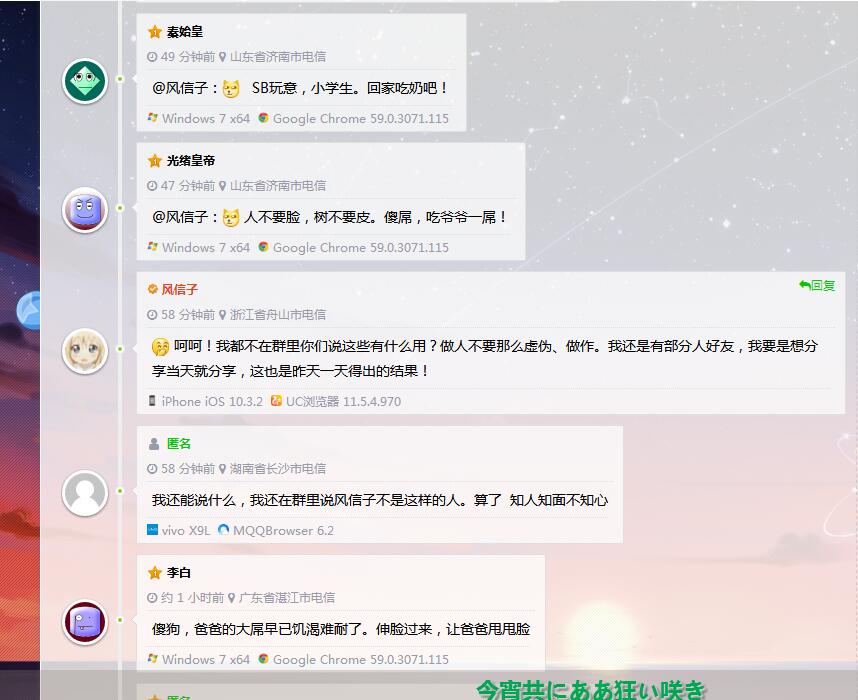 秦始皇
49 分钟前 山东省济南市电信
@风信子： SB玩意，小学生。回家吃奶吧！
Windows 7 x64 Google Chrome 59.0.3071.115
光绪皇帝
47 分钟前 山东省济南市电信
@风信子： 人不要脸，树不要皮。傻屌，吃爷爷一屌！
Windows 7 x64 Google Chrome 59.0.3071.115
风信子 回复
58 分钟前 浙江省舟山市电信
呵呵！我都不在群里你们说这些有什么用？做人不要那么虚伪、做作。我还是有部分人好友，我要是想分
享当天就分享，这也是昨天一天得出的结果！
iPhone iOS 10.3.2 UC浏览器 11.5.4.970
匿名
58 分钟前 湖南省长沙市电信
我还能说什么，我还在群里说风信子不是这样的人。算了 知人知面不知心
vivo vivo X9L MQQBrowser 6.2
李白
约 1 小时前 广东省湛江市电信
傻狗，爸爸的大屌早已饥渴难耐了。伸脸过来，让爸爸甩甩脸
Windows 7 x64 Google Chrome 59.0.3071.115
匿名
今宵共にああ狂い咲き